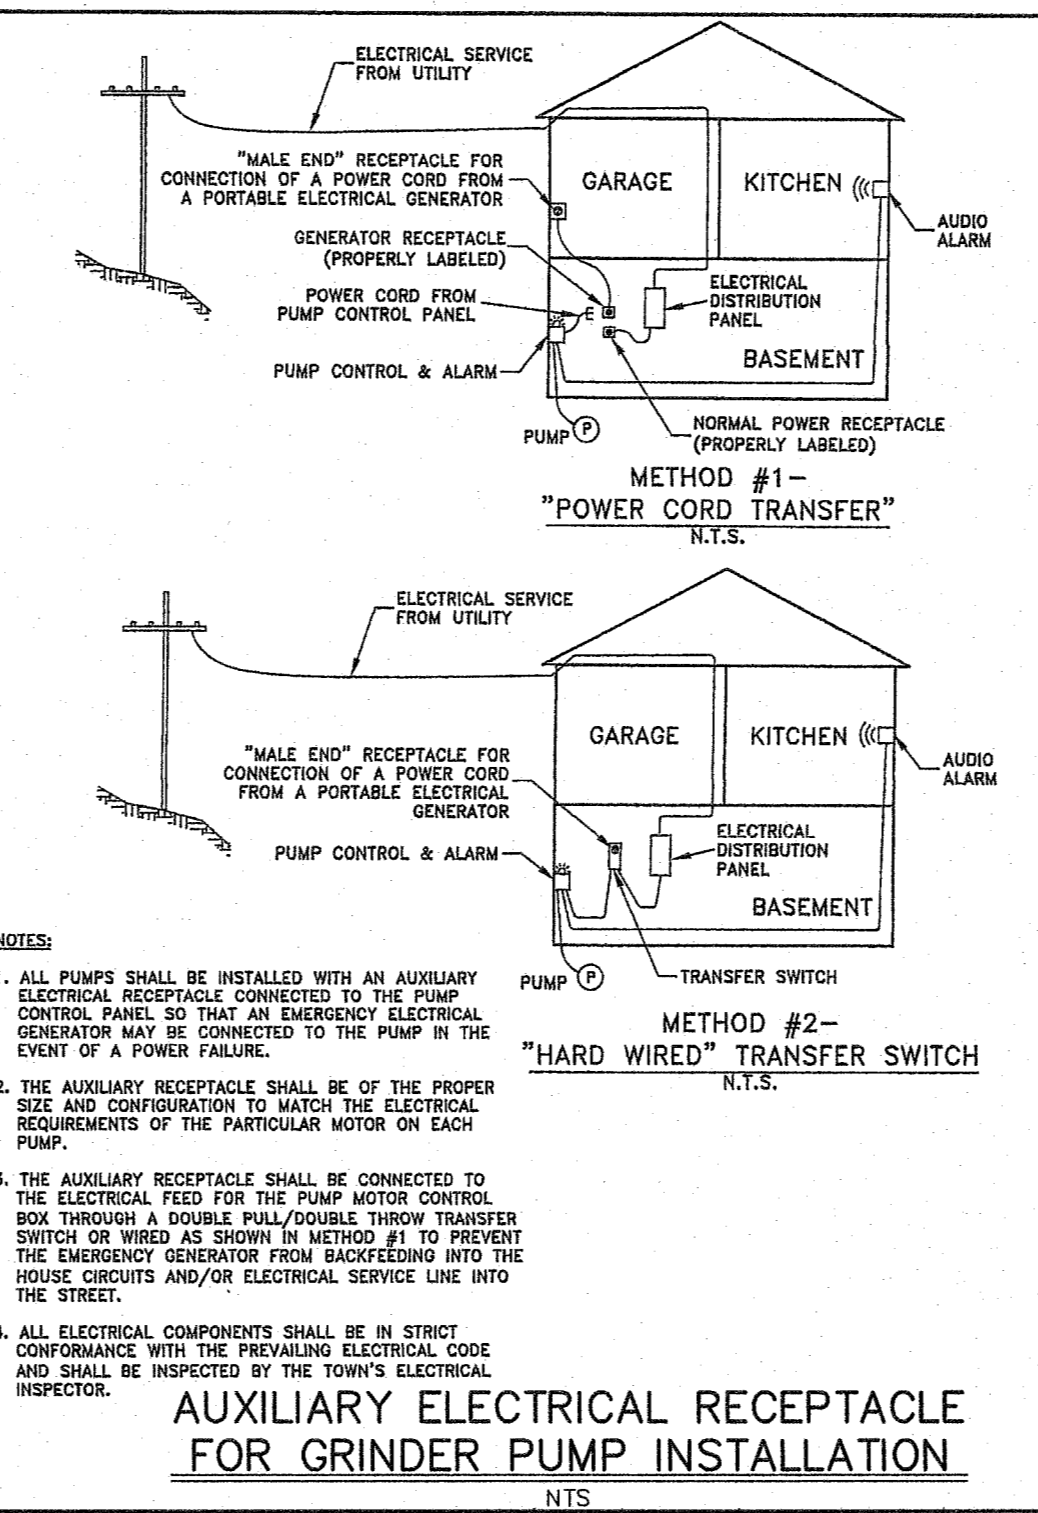 ELECTRICAL SERVICE
FROM UTILITY
"MALE END" RECEPTACLE FOR
CONNECTION OF A POWER CORD FROM
A PORTABLE ELECTRICAL GENERATOR
GARAGE
KITCHEN
AUDIO
ALARM
GENERATOR RECEPTACLE
(PROPERLY LABELED)
POWER CORD FROM
PUMP CONTROL PANEL
ELECTRICAL
DISTRIBUTION
PANEL
PUMP CONTROL & ALARM
BASEMENT
PUMP P
NORMAL POWER RECEPTACLE
(PROPERLY LABELED)
METHOD #1-
"POWER CORD TRANSFER"
N.T.S.
ELECTRICAL SERVICE
FROM UTILITY
"MALE END" RECEPTACLE FOR
CONNECTION OF A POWER CORD
FROM A PORTABLE ELECTRICAL
GENERATOR
GARAGE
KITCHEN
AUDIO
ALARM
PUMP CONTROL & ALARM
ELECTRICAL
DISTRIBUTION
PANEL
BASEMENT
PUMP P
TRANSFER SWITCH
METHOD #2-
"HARD WIRED" TRANSFER SWITCH
N.T.S.
NOTES:
. ALL PUMPS SHALL BE INSTALLED WITH AN AUXILIARY
ELECTRICAL RECEPTACLE CONNECTED TO THE PUMP
CONTROL PANEL SO THAT AN EMERGENCY ELECTRICAL
GENERATOR MAY BE CONNECTED TO THE PUMP IN THE
EVENT OF A POWER FAILURE.
2. THE AUXILIARY RECEPTACLE SHALL BE OF THE PROPER
SIZE AND CONFIGURATION TO MATCH THE ELECTRICAL
REQUIREMENTS OF THE PARTICULAR MOTOR ON EACH
PUMP.
3. THE AUXILIARY RECEPTACLE SHALL BE CONNECTED TO
THE ELECTRICAL FEED FOR THE PUMP MOTOR CONTROL
BOX THROUGH A DOUBLE PULL/DOUBLE THROW TRANSFER
SWITCH OR WIRED AS SHOWN IN METHOD #1 TO PREVENT
THE EMERGENCY GENERATOR FROM BACKFEEDING INTO THE
HOUSE CIRCUITS AND/OR ELECTRICAL SERVICE LINE INTO
THE STREET.
4. ALL ELECTRICAL COMPONENTS SHALL BE IN STRICT
CONFORMANCE WITH THE PREVAILING ELECTRICAL CODE
AND SHALL BE INSPECTED BY THE TOWN'S ELECTRICAL
INSPECTOR.
AUXILIARY ELECTRICAL RECEPTACLE
FOR GRINDER PUMP INSTALLATION
NTS